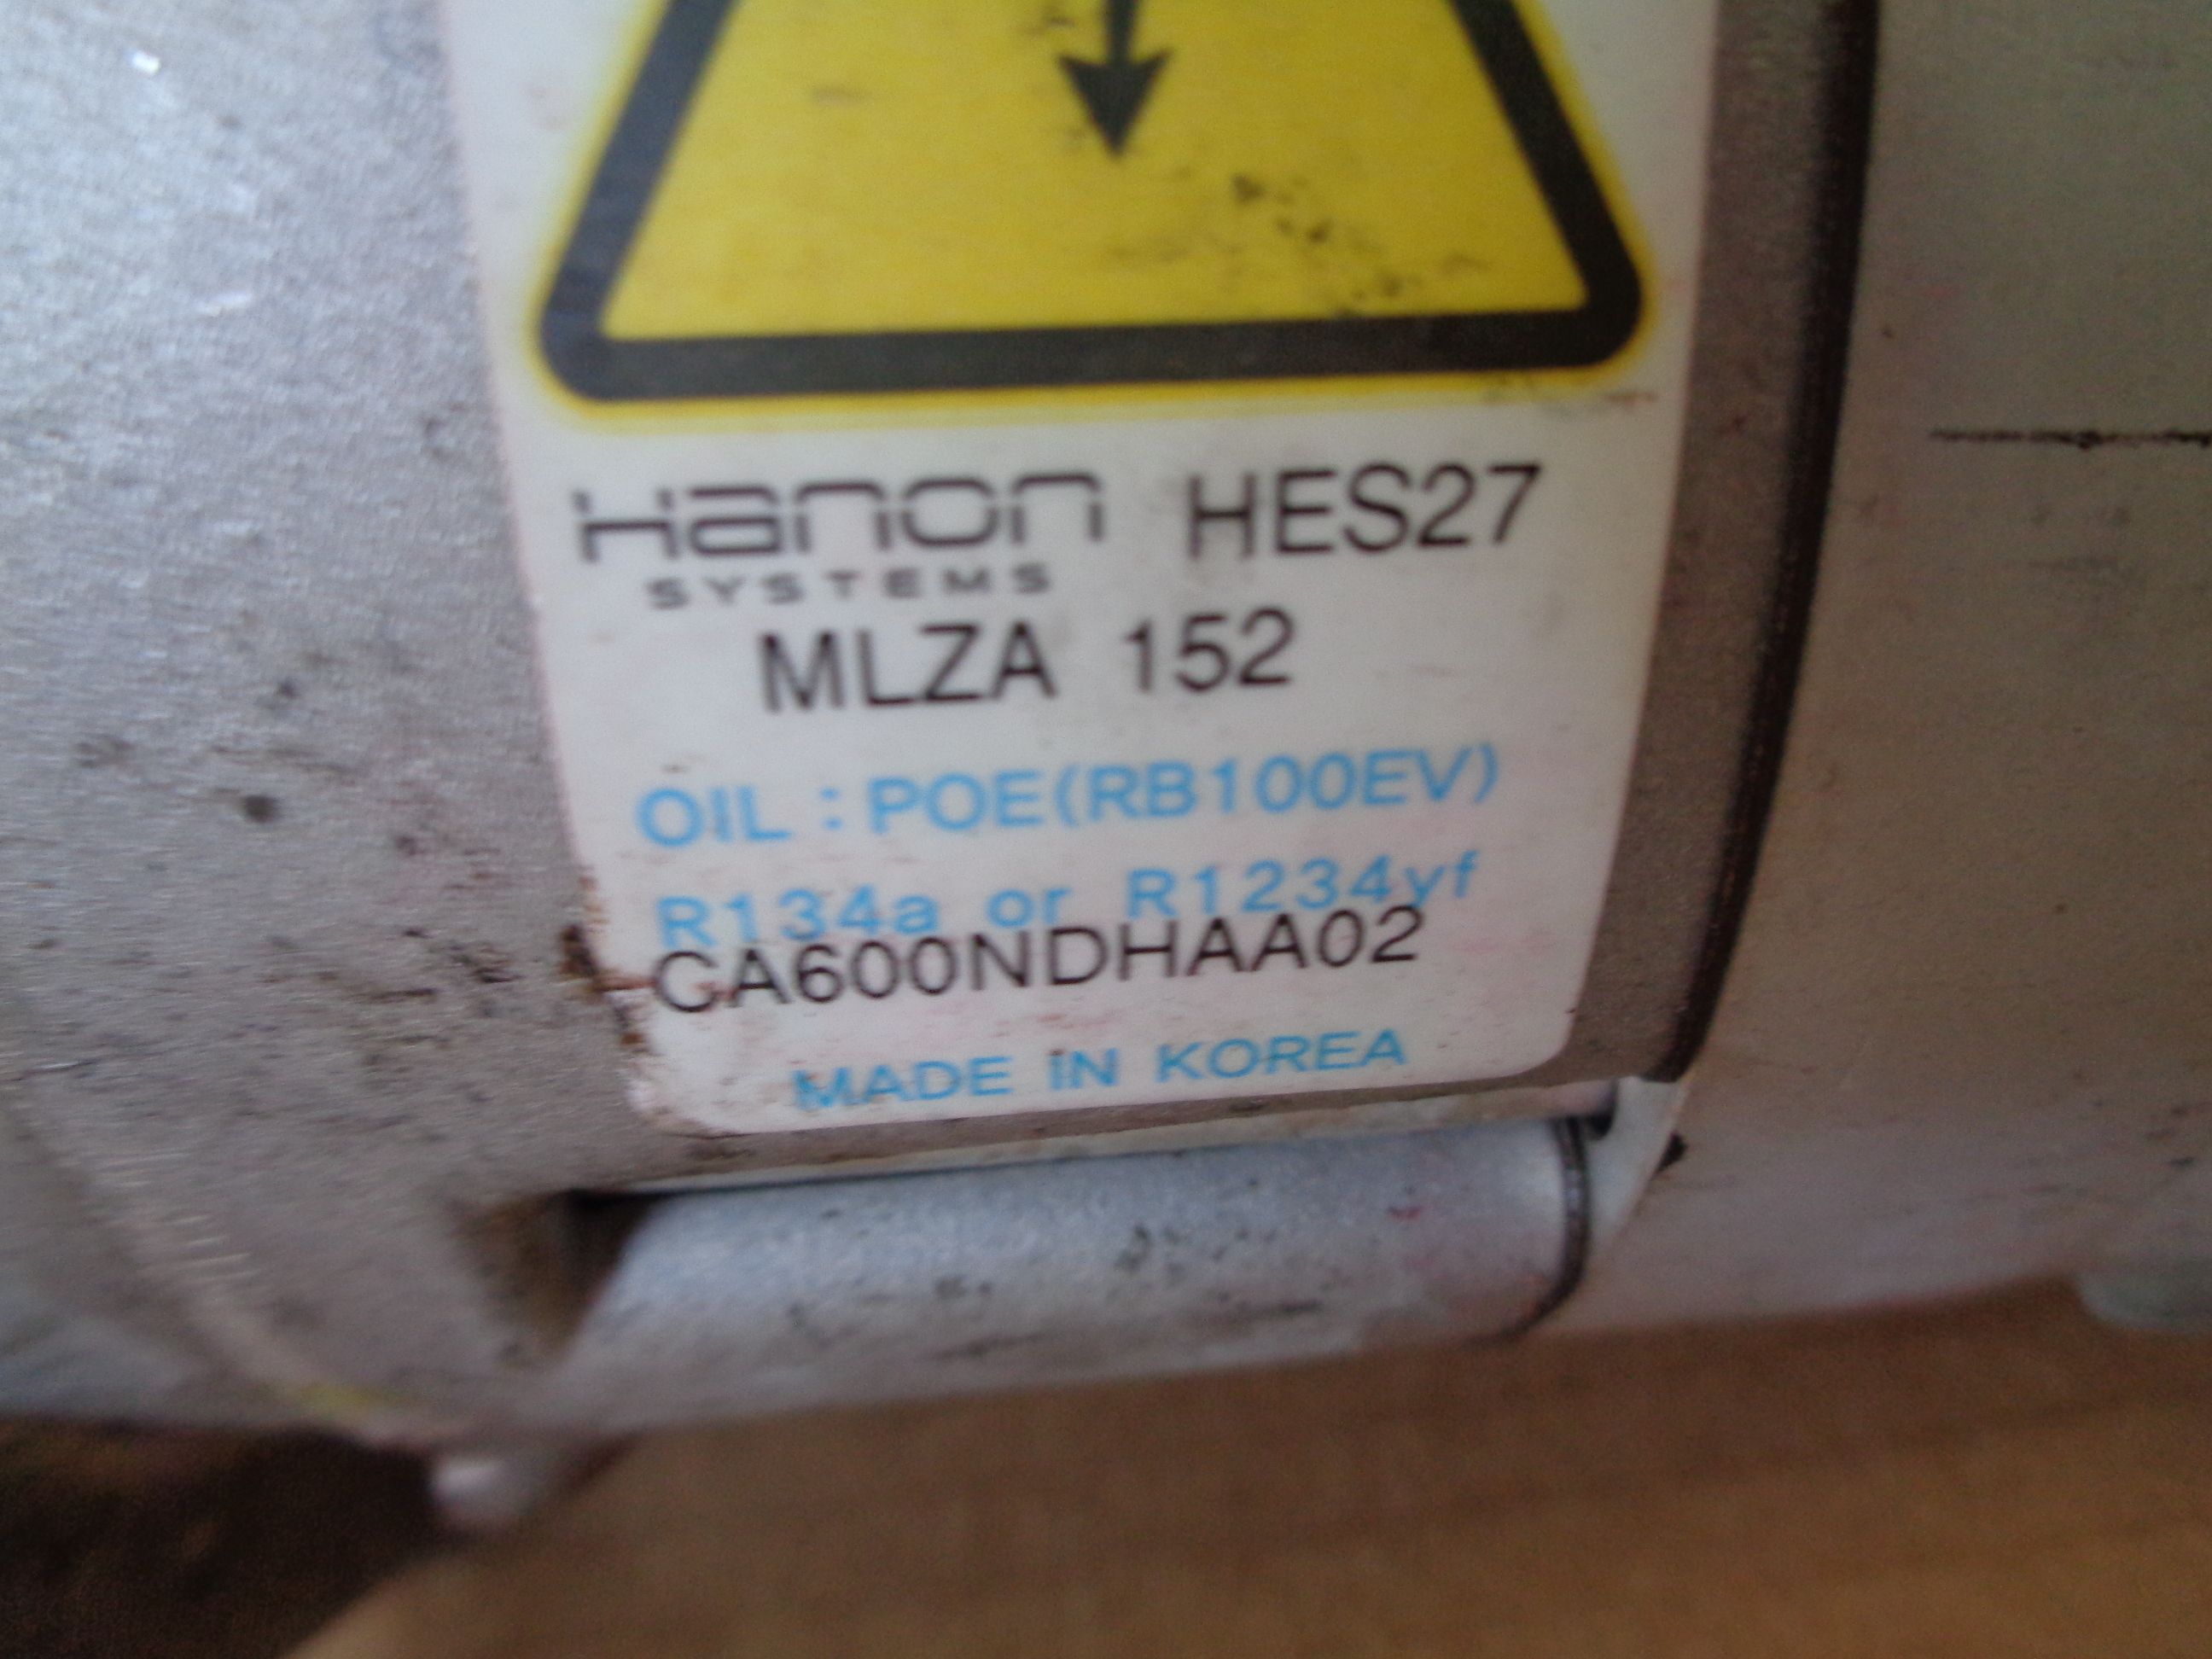 Hanon HES27
SYSTEMS
MLZA 152
OIL : POE(RB100EV)
R134a or R1234yf
CA600NDHAA02
MADE IN KOREA